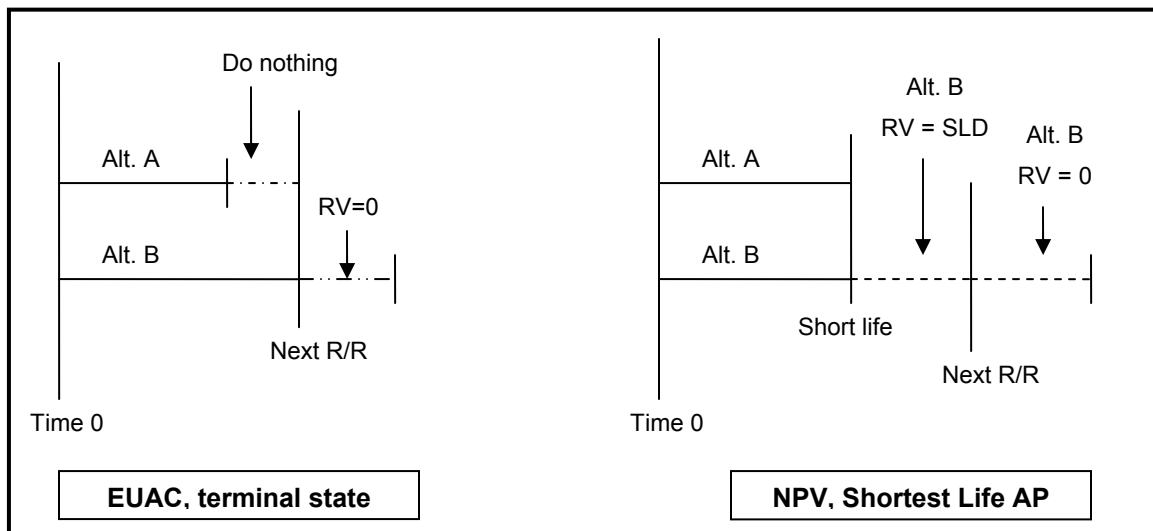 Do nothing
Alt. A
RV=0
Alt. B
Next R/R
Time 0
EUAC, terminal state
Alt. B
RV = SLD
Alt. B
RV = 0
Alt. A
Alt. B
Short life
Next R/R
Time 0
NPV, Shortest Life AP